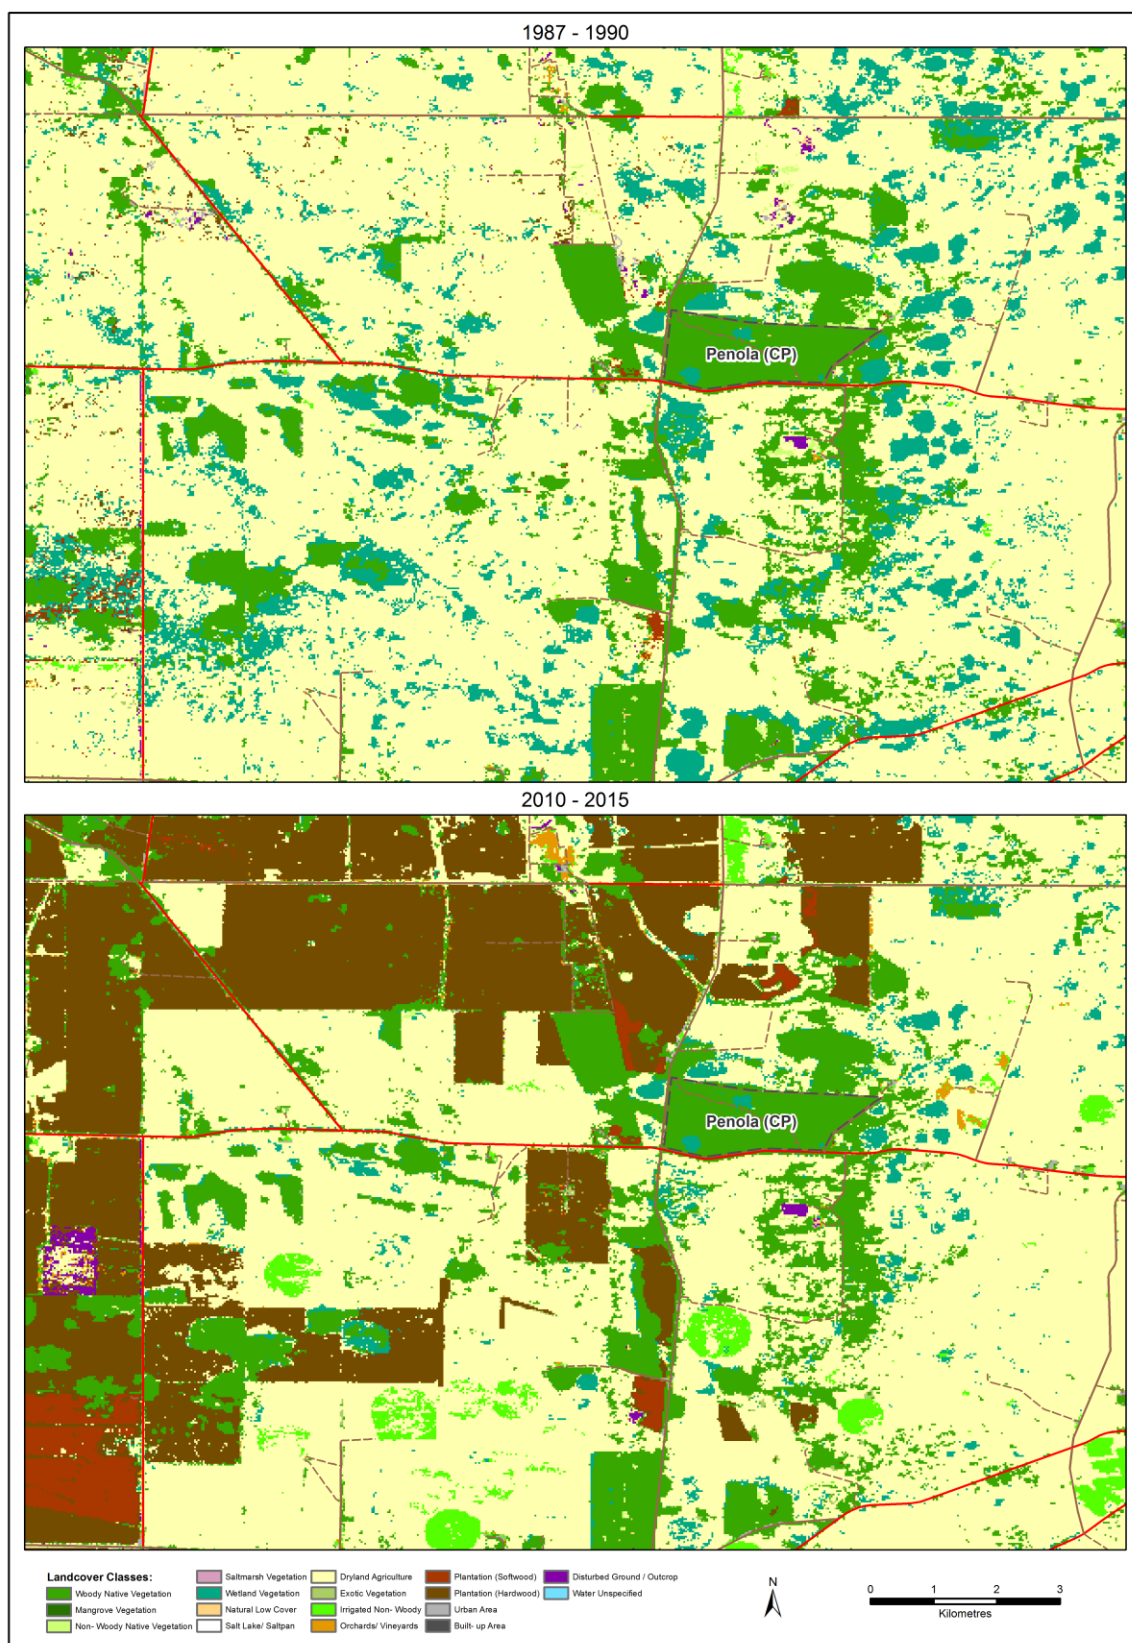 1987 - 1990
Penola (CP)
2010 - 2015
Penola (CP)
Landcover Classes:
Woody Native Vegetation
Mangrove Vegetation
Non- Woody Native Vegetation
Saltmarsh Vegetation
Wetland Vegetation
Natural Low Cover
Salt Lake/ Saltpan
Dryland Agriculture
Exotic Vegetation
Irrigated Non- Woody
Orchards/ Vineyards
Plantation (Softwood)
Plantation (Hardwood)
Urban Area
Built- up Area
Disturbed Ground / Outcrop
Water Unspecified
N
0 1 2 3
Kilometres